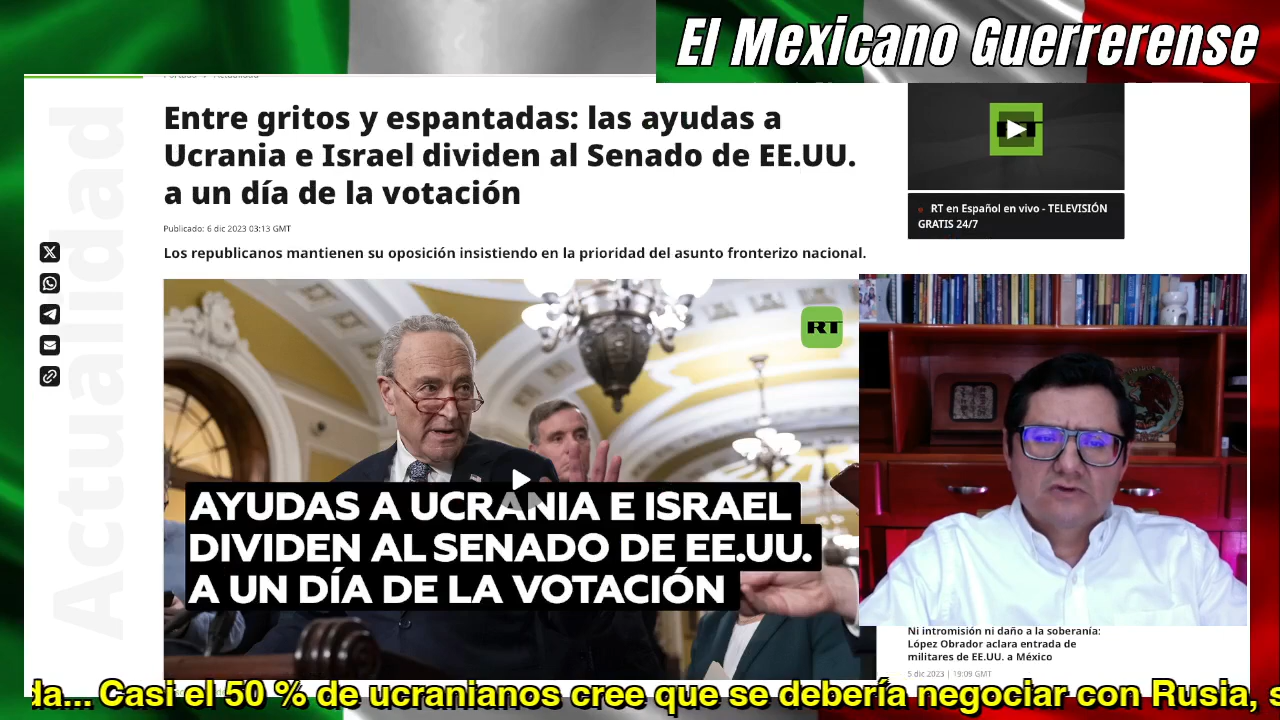 El Mexicano Guerrerense
Actualidad
Entre gritos y espantadas: las ayudas a
Ucrania e Israel dividen al Senado de EE.UU.
a un día de la votación
Publicado: 6 dic 2023 03:13 GMT
Los republicanos mantienen su oposición insistiendo en la prioridad del asunto fronterizo nacional.
RT
AYUDAS A UCRANIA E ISRAEL
DIVIDEN AL SENADO DE EE.UU.
A UN DÍA DE LA VOTACIÓN
RT
RT en Español en vivo - TELEVISIÓN
GRATIS 24/7
Ni intromisión ni daño a la soberanía:
López Obrador aclara entrada de
militares de EE.UU. a México
5 dic 2023 | 19:09 GMT
da... Casi el 50 % de ucranianos cree que se debería negociar con Rusia, s